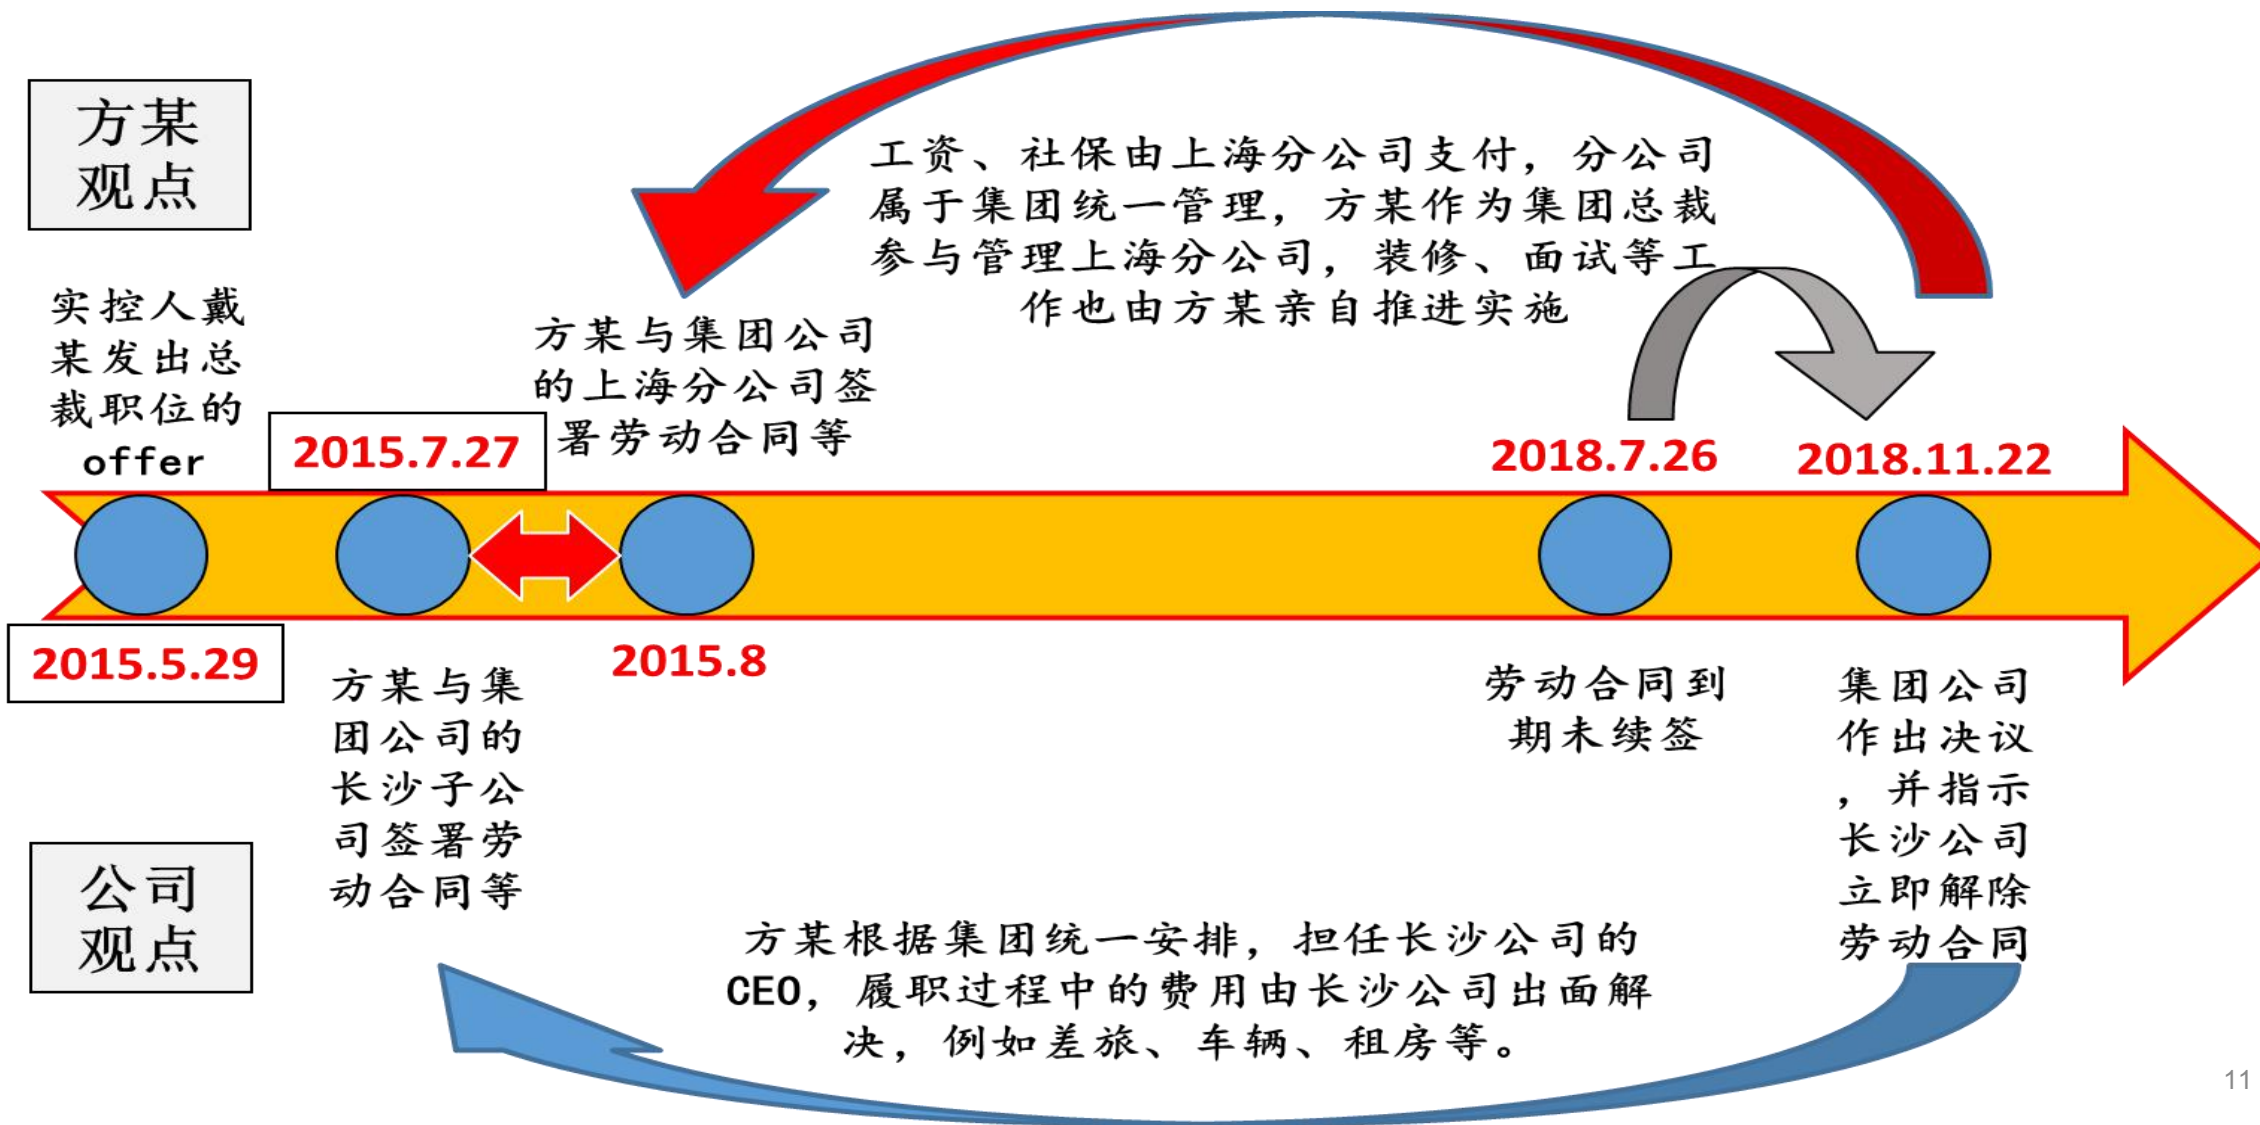 方某
观点
工资、社保由上海分公司支付，分公司
属于集团统一管理，方某作为集团总裁
参与管理上海分公司，装修、面试等工
作也由方某亲自推进实施
实控人戴
某发出总
裁职位的
offer
方某与集团公司
的上海分公司签
署劳动合同等
2015.7.27
2018.7.26
2018.11.22
2015.5.29
2015.8
方某与集
团公司的
长沙子公
司签署劳
动合同等
劳动合同到
期未续签
集团公司
作出决议
，并指示
长沙公司
立即解除
劳动合同
公司
观点
方某根据集团统一安排，担任长沙公司的
CEO，履职过程中的费用由长沙公司出面解
决，例如差旅、车辆、租房等。
11